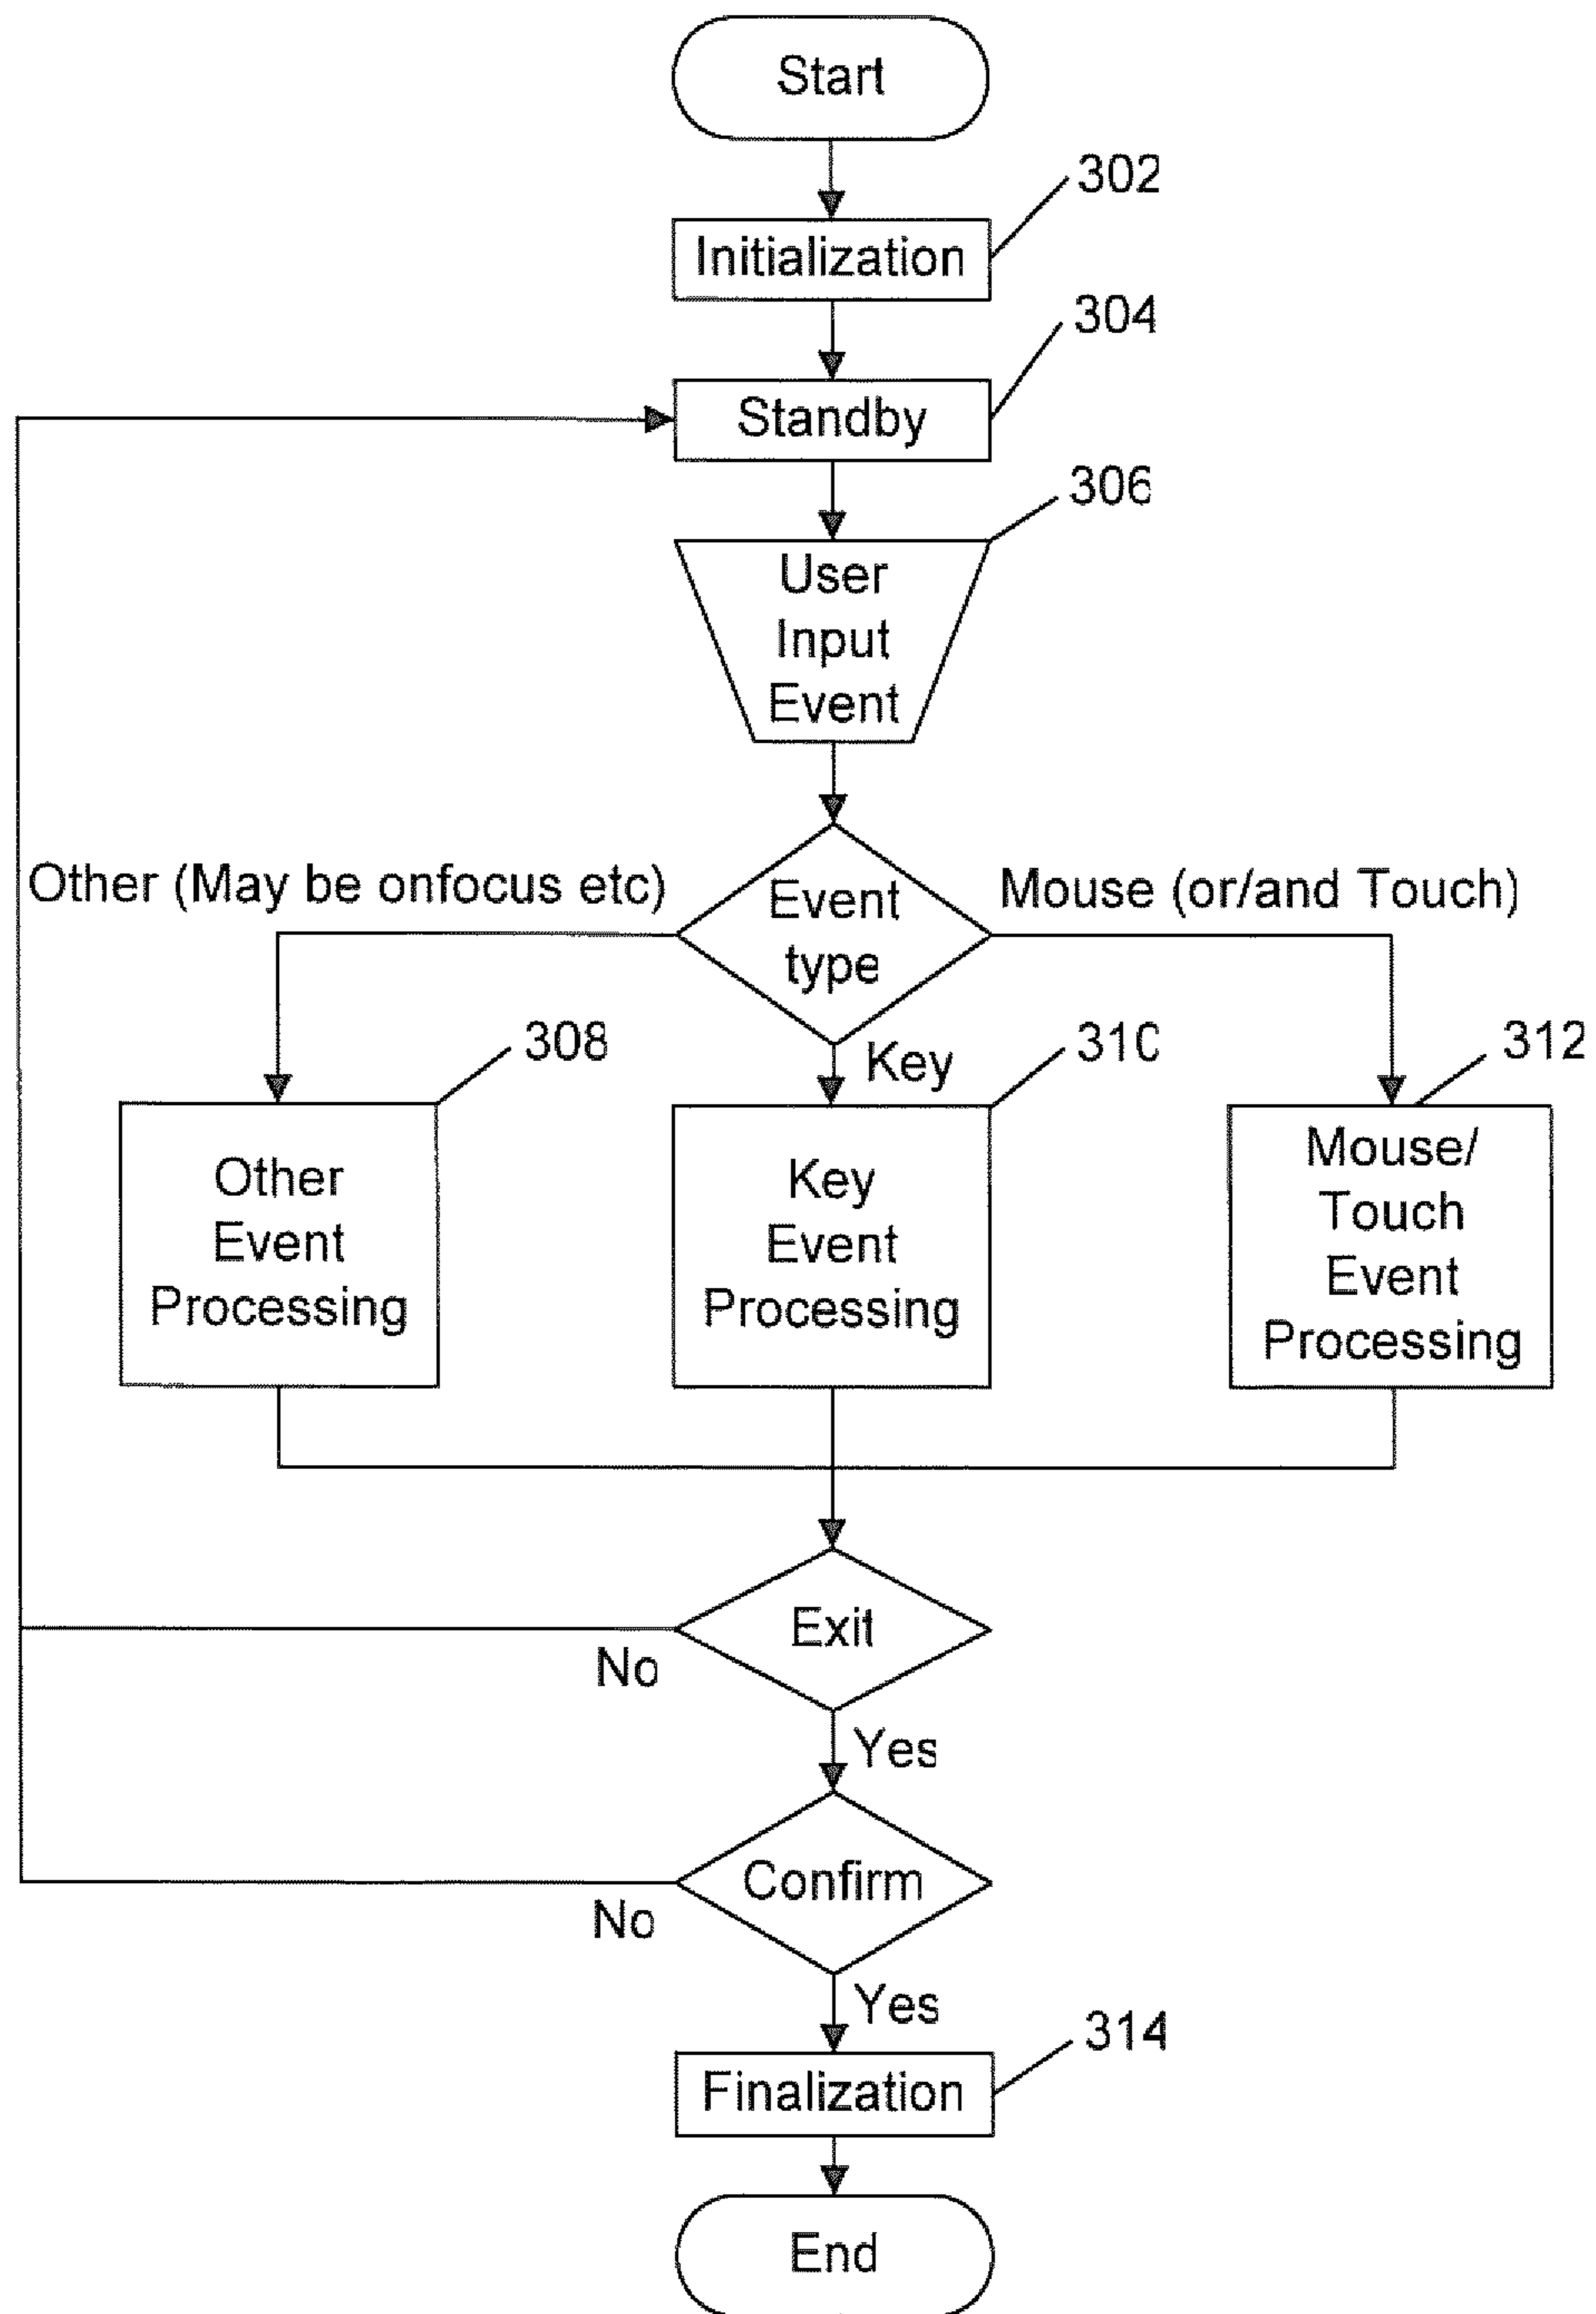 Start
302
Initialization
304
Standby
306
User
Input
Event
Other (May be onfocus etc)
Event
type
Mouse (or/and Touch)
308
Key
310
312
Other
Event
Processing
Key
Event
Processing
Mouse/
Touch
Event
Processing
Exit
No
Yes
Confirm
No
Yes
314
Finalization
End